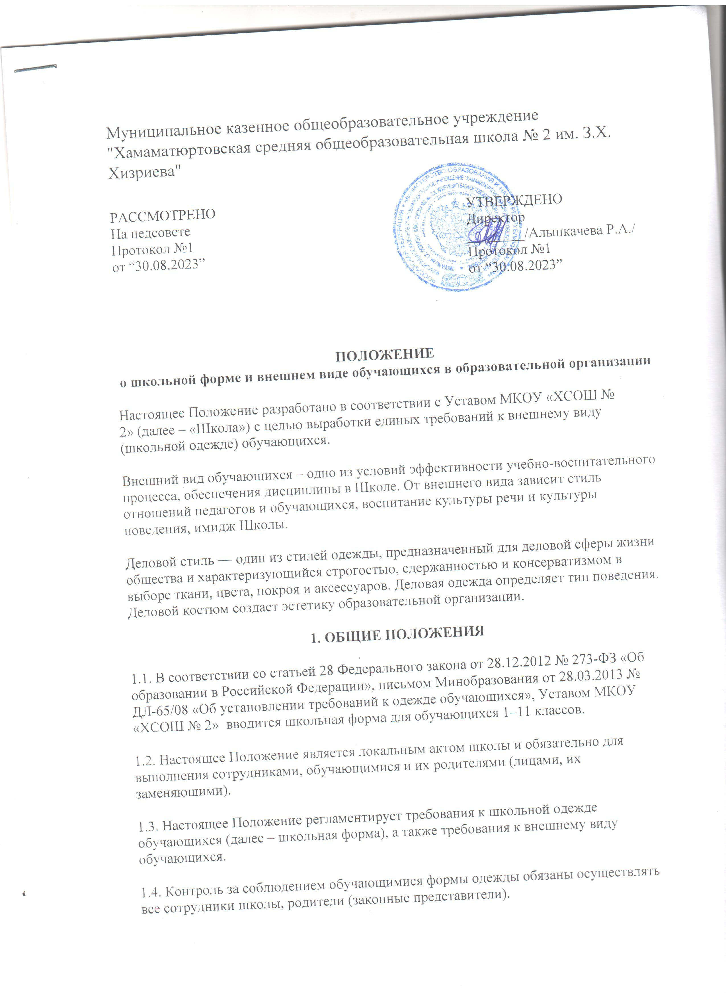 Муниципальное казенное общеобразовательное учреждение
"Хамаматюртовская средняя общеобразовательная школа № 2 им. З.Х.
Хизриева"
РАССМОТРЕНО
На педсовете
Протокол №1
от “30.08.2023”
УТВЕРЖДЕНО
Директор
/Алыпкачева Р.А./
Протокол №1
от “30.08.2023”
ПОЛОЖЕНИЕ
о школьной форме и внешнем виде обучающихся в образовательной организации
Настоящее Положение разработано в соответствии с Уставом МКОУ «ХСОШ №
2» (далее – «Школа») с целью выработки единых требований к внешнему виду
(школьной одежде) обучающихся.
Внешний вид обучающихся – одно из условий эффективности учебно-воспитательного
процесса, обеспечения дисциплины в Школе. От внешнего вида зависит стиль
отношений педагогов и обучающихся, воспитание культуры речи и культуры
поведения, имидж Школы.
Деловой стиль — один из стилей одежды, предназначенный для деловой сферы жизни
общества и характеризующийся строгостью, сдержанностью и консерватизмом в
выборе ткани, цвета, покроя и аксессуаров. Деловая одежда определяет тип поведения.
Деловой костюм создает эстетику образовательной организации.
1. ОБЩИЕ ПОЛОЖЕНИЯ
1.1. В соответствии со статьей 28 Федерального закона от 28.12.2012 № 273-ФЗ «Об
образовании в Российской Федерации», письмом Минобразования от 28.03.2013 №
ДЛ-65/08 «Об установлении требований к одежде обучающихся», Уставом МКОУ
«ХСОШ № 2»  вводится школьная форма для обучающихся 1–11 классов.
1.2. Настоящее Положение является локальным актом школы и обязательно для
выполнения сотрудниками, обучающимися и их родителями (лицами, их
заменяющими).
1.3. Настоящее Положение регламентирует требования к школьной одежде
обучающихся (далее – школьная форма), а также требования к внешнему виду
обучающихся.
1.4. Контроль за соблюдением обучающимися формы одежды обязаны осуществлять
все сотрудники школы, родители (законные представители).